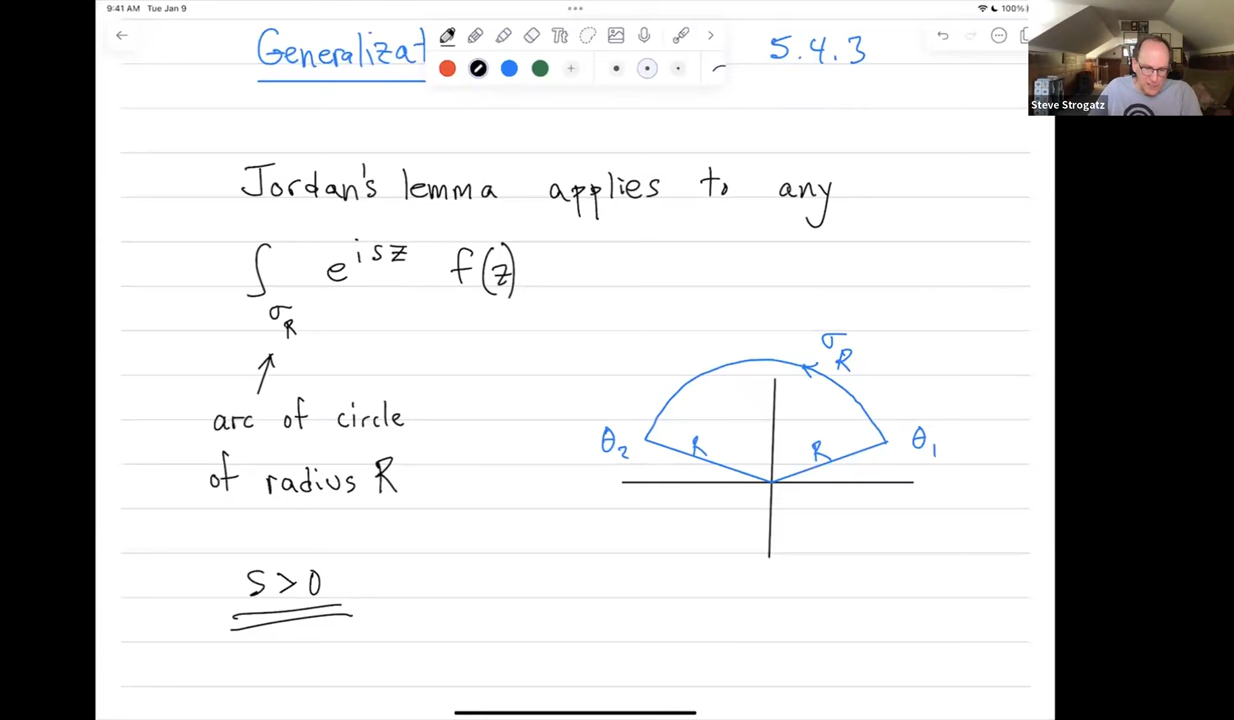 9:41 AM Tue Jan 9
100%
Generalizat
5.4.3
Tt
Steve Strogatz
Jordan's lemma applies to any
∫_{σ_R} e^{isz} f(z)
σ_R
θ_2 R R θ_1
arc of circle
of radius R
S > 0